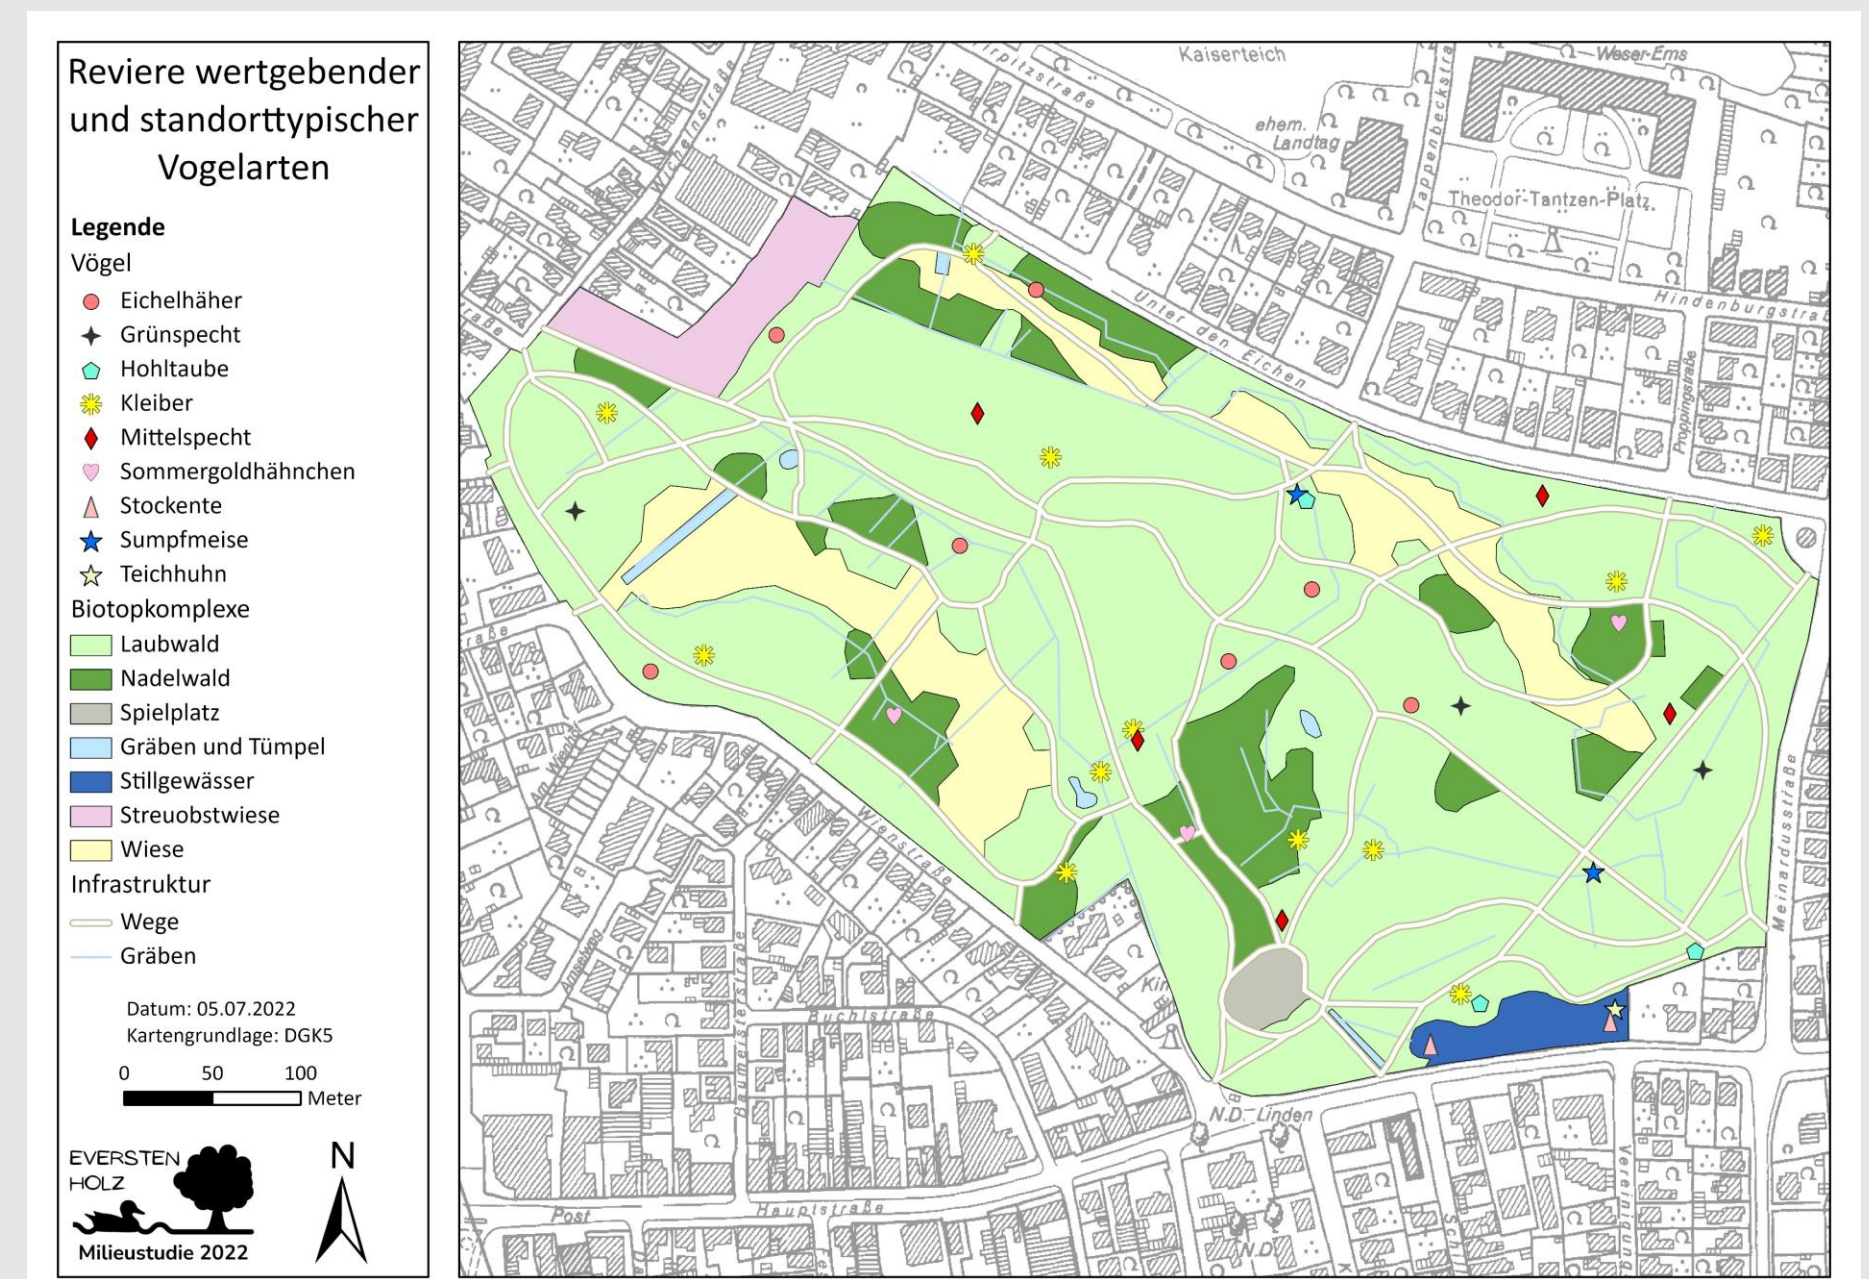 Reviere wertgebender
und standorttypischer
Vogelarten
Legende
Vögel
Eichelhäher
Grünspecht
Hohltaube
Kleiber
Mittelspecht
Sommergoldhähnchen
Stockente
Sumpfmeise
Teichhuhn
Biotopkomplexe
Laubwald
Nadelwald
Spielplatz
Gräben und Tümpel
Stillgewässer
Streuobstwiese
Wiese
Infrastruktur
Wege
Gräben
Datum: 05.07.2022
Kartengrundlage: DGK5
0 50 100
Meter
EVERSTEN
HOLZ
Milieustudie 2022
N
Kaiserteich
Weser-Ems
ehem.
Landtag
Theodor-Tantzen-Platz
Unter den Eichen
Meinardusstraße
Wienstraße
Amselweg
Buchtstraße
Baumeisterstraße
N.D. Linden
Post
Hauptstraße
N.D.